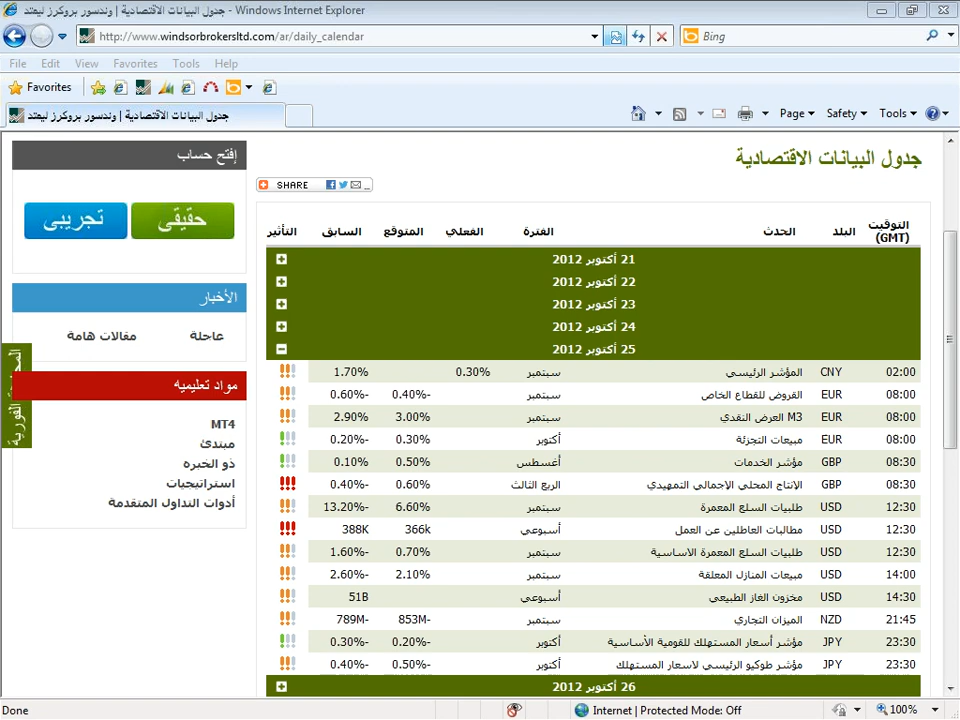 جدول البيانات الاقتصادية | وندسور بروكرز ليمتد - Windows Internet Explorer
http://www.windsorbrokersltd.com/ar/daily_calendar
Bing
File Edit View Favorites Tools Help
Favorites
جدول البيانات الاقتصادية | وندسور بروكرز ليمتد
Page Safety Tools
جدول البيانات الاقتصادية
SHARE
إفتح حساب
حقيقي تجريبى
الأخبار
عاجلة مقالات هامة
مواد تعليميه
MT4
مبتدئ
ذو الخبره
استراتيجيات
أدوات التداول المتقدمة
الفورية
التوقيت (GMT) البلد الحدث الفترة الفعلي المتوقع السابق التأثير
21 أكتوبر 2012
22 أكتوبر 2012
23 أكتوبر 2012
24 أكتوبر 2012
25 أكتوبر 2012
02:00 CNY المؤشر الرئيسي سبتمبر 0.30% 1.70%
08:00 EUR القروض للقطاع الخاص سبتمبر 0.40%- 0.60%-
08:00 EUR M3 العرض النقدي سبتمبر 3.00% 2.90%
08:00 EUR مبيعات التجزئة أكتوبر 0.30% 0.20%-
08:30 GBP مؤشر الخدمات أغسطس 0.50% 0.10%
08:30 GBP الانتاج المحلي الاجمالي التمهيدي الربع الثالث 0.60% 0.40%-
12:30 USD طلبيات السلع المعمرة سبتمبر 6.60% 13.20%-
12:30 USD مطالبات العاطلين عن العمل أسبوعي 366k 388K
12:30 USD طلبيات السلع المعمرة الاساسية سبتمبر 0.70% 1.60%-
14:00 USD مبيعات المنازل المعلقة سبتمبر 2.10% 2.60%-
14:30 USD مخزون الغاز الطبيعي أسبوعي 51B
21:45 NZD الميزان التجاري سبتمبر 853M- 789M-
23:30 JPY مؤشر أسعار المستهلك للقومية الأساسية أكتوبر 0.20%- 0.30%-
23:30 JPY مؤشر طوكيو الرئيسي لاسعار المستهلك أكتوبر 0.50%- 0.40%-
26 أكتوبر 2012
Done
Internet | Protected Mode: Off
100%